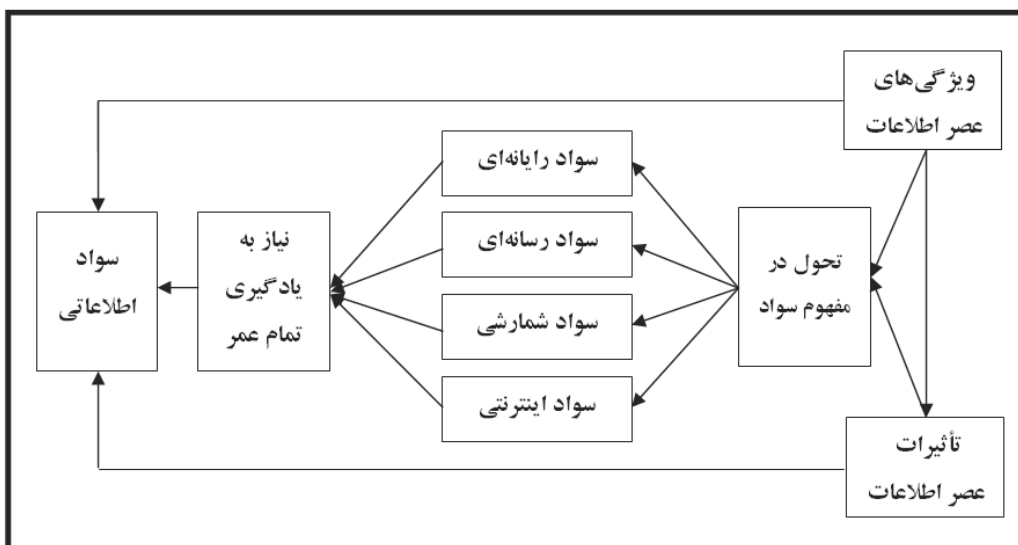 ویژگی‌های
عصر اطلاعات
سواد رایانه‌ای
سواد رسانه‌ای
سواد شمارشی
سواد اینترنتی
تحول در
مفهوم سواد
نیاز به
یادگیری
تمام عمر
سواد
اطلاعاتی
تأثیرات
عصر اطلاعات